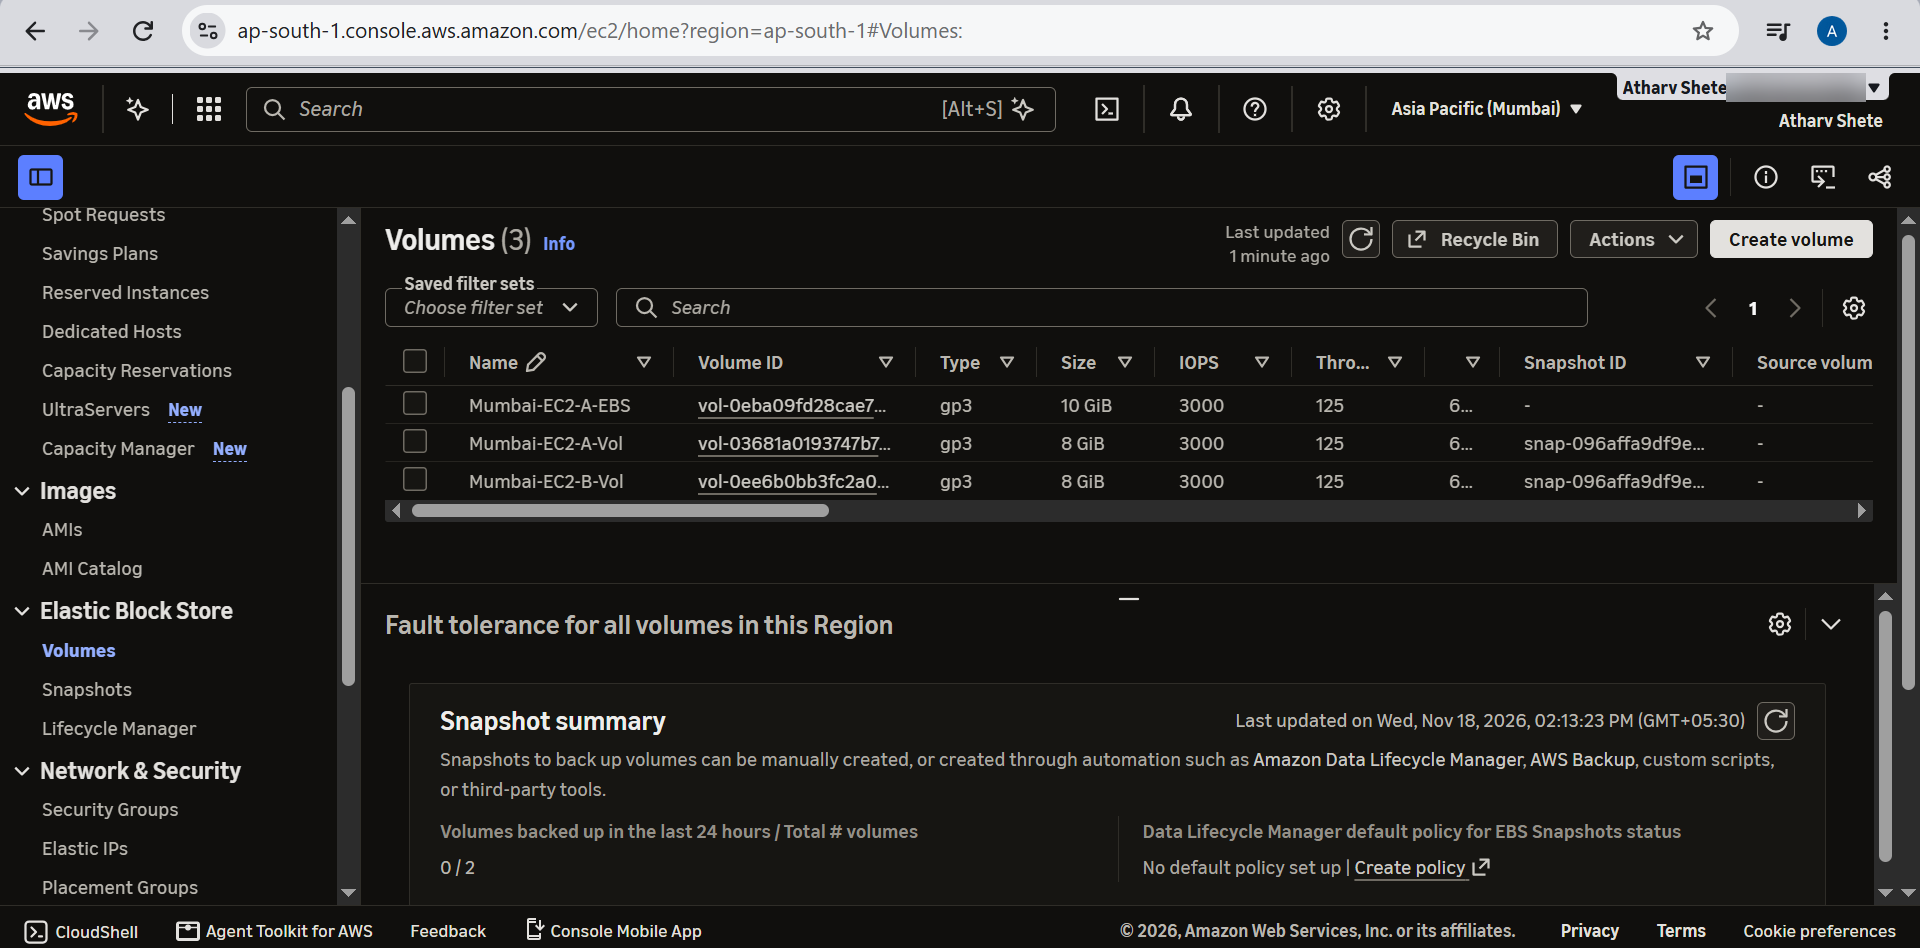 ap-south-1.console.aws.amazon.com/ec2/home?region=ap-south-1#Volumes:
A
aws
Search
[Alt+S]
Asia Pacific (Mumbai)
Atharv Shete
Atharv Shete
Spot Requests
Savings Plans
Reserved Instances
Dedicated Hosts
Capacity Reservations
UltraServers New
Capacity Manager New
Images
AMIs
AMI Catalog
Elastic Block Store
Volumes
Snapshots
Lifecycle Manager
Network & Security
Security Groups
Elastic IPs
Placement Groups
Volumes (3) Info
Last updated
1 minute ago
Recycle Bin
Actions
Create volume
Saved filter sets
Choose filter set
Search
1
Name Volume ID Type Size IOPS Thro... Snapshot ID Source volum
Mumbai-EC2-A-EBS vol-0eba09fd28cae7... gp3 10 GiB 3000 125 6... - -
Mumbai-EC2-A-Vol vol-03681a0193747b7... gp3 8 GiB 3000 125 6... snap-096affa9df9e... -
Mumbai-EC2-B-Vol vol-0ee6b0bb3fc2a0... gp3 8 GiB 3000 125 6... snap-096affa9df9e... -
Fault tolerance for all volumes in this Region
Snapshot summary
Last updated on Wed, Nov 18, 2026, 02:13:23 PM (GMT+05:30)
Snapshots to back up volumes can be manually created, or created through automation such as Amazon Data Lifecycle Manager, AWS Backup, custom scripts,
or third-party tools.
Volumes backed up in the last 24 hours / Total # volumes
0 / 2
Data Lifecycle Manager default policy for EBS Snapshots status
No default policy set up | Create policy
CloudShell
Agent Toolkit for AWS
Feedback
Console Mobile App
© 2026, Amazon Web Services, Inc. or its affiliates.
Privacy
Terms
Cookie preferences